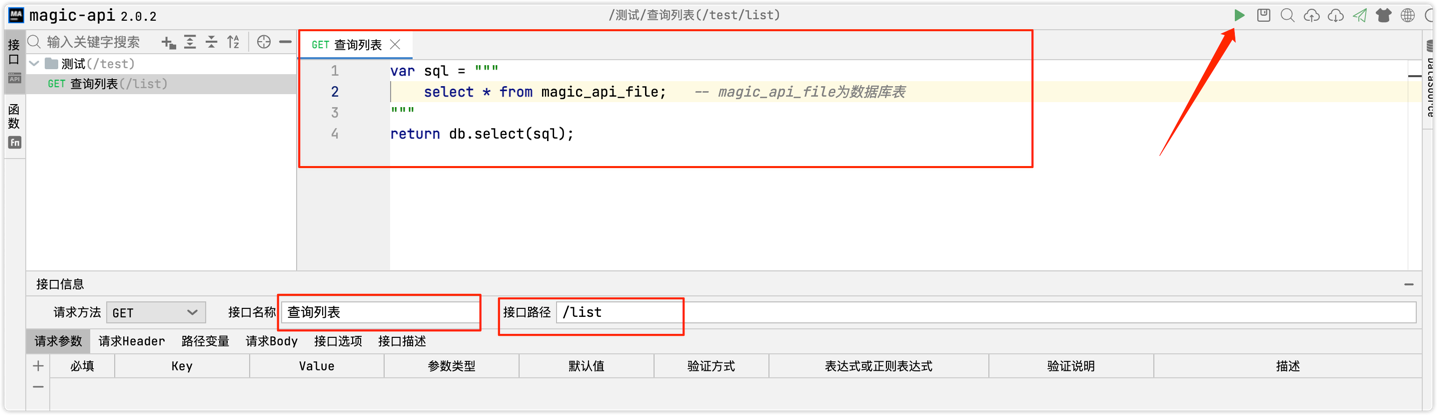 MA magic-api 2.0.2 /测试/查询列表(/test/list)
接口
API
函数
Fn
输入关键字搜索
测试(/test)
GET 查询列表(/list)
GET 查询列表
1 var sql = """
2 select * from magic_api_file; -- magic_api_file为数据库表
3 """
4 return db.select(sql);
DataSource
接口信息
请求方法 GET 接口名称 查询列表 接口路径 /list
请求参数 请求Header 路径变量 请求Body 接口选项 接口描述
必填 Key Value 参数类型 默认值 验证方式 表达式或正则表达式 验证说明 描述